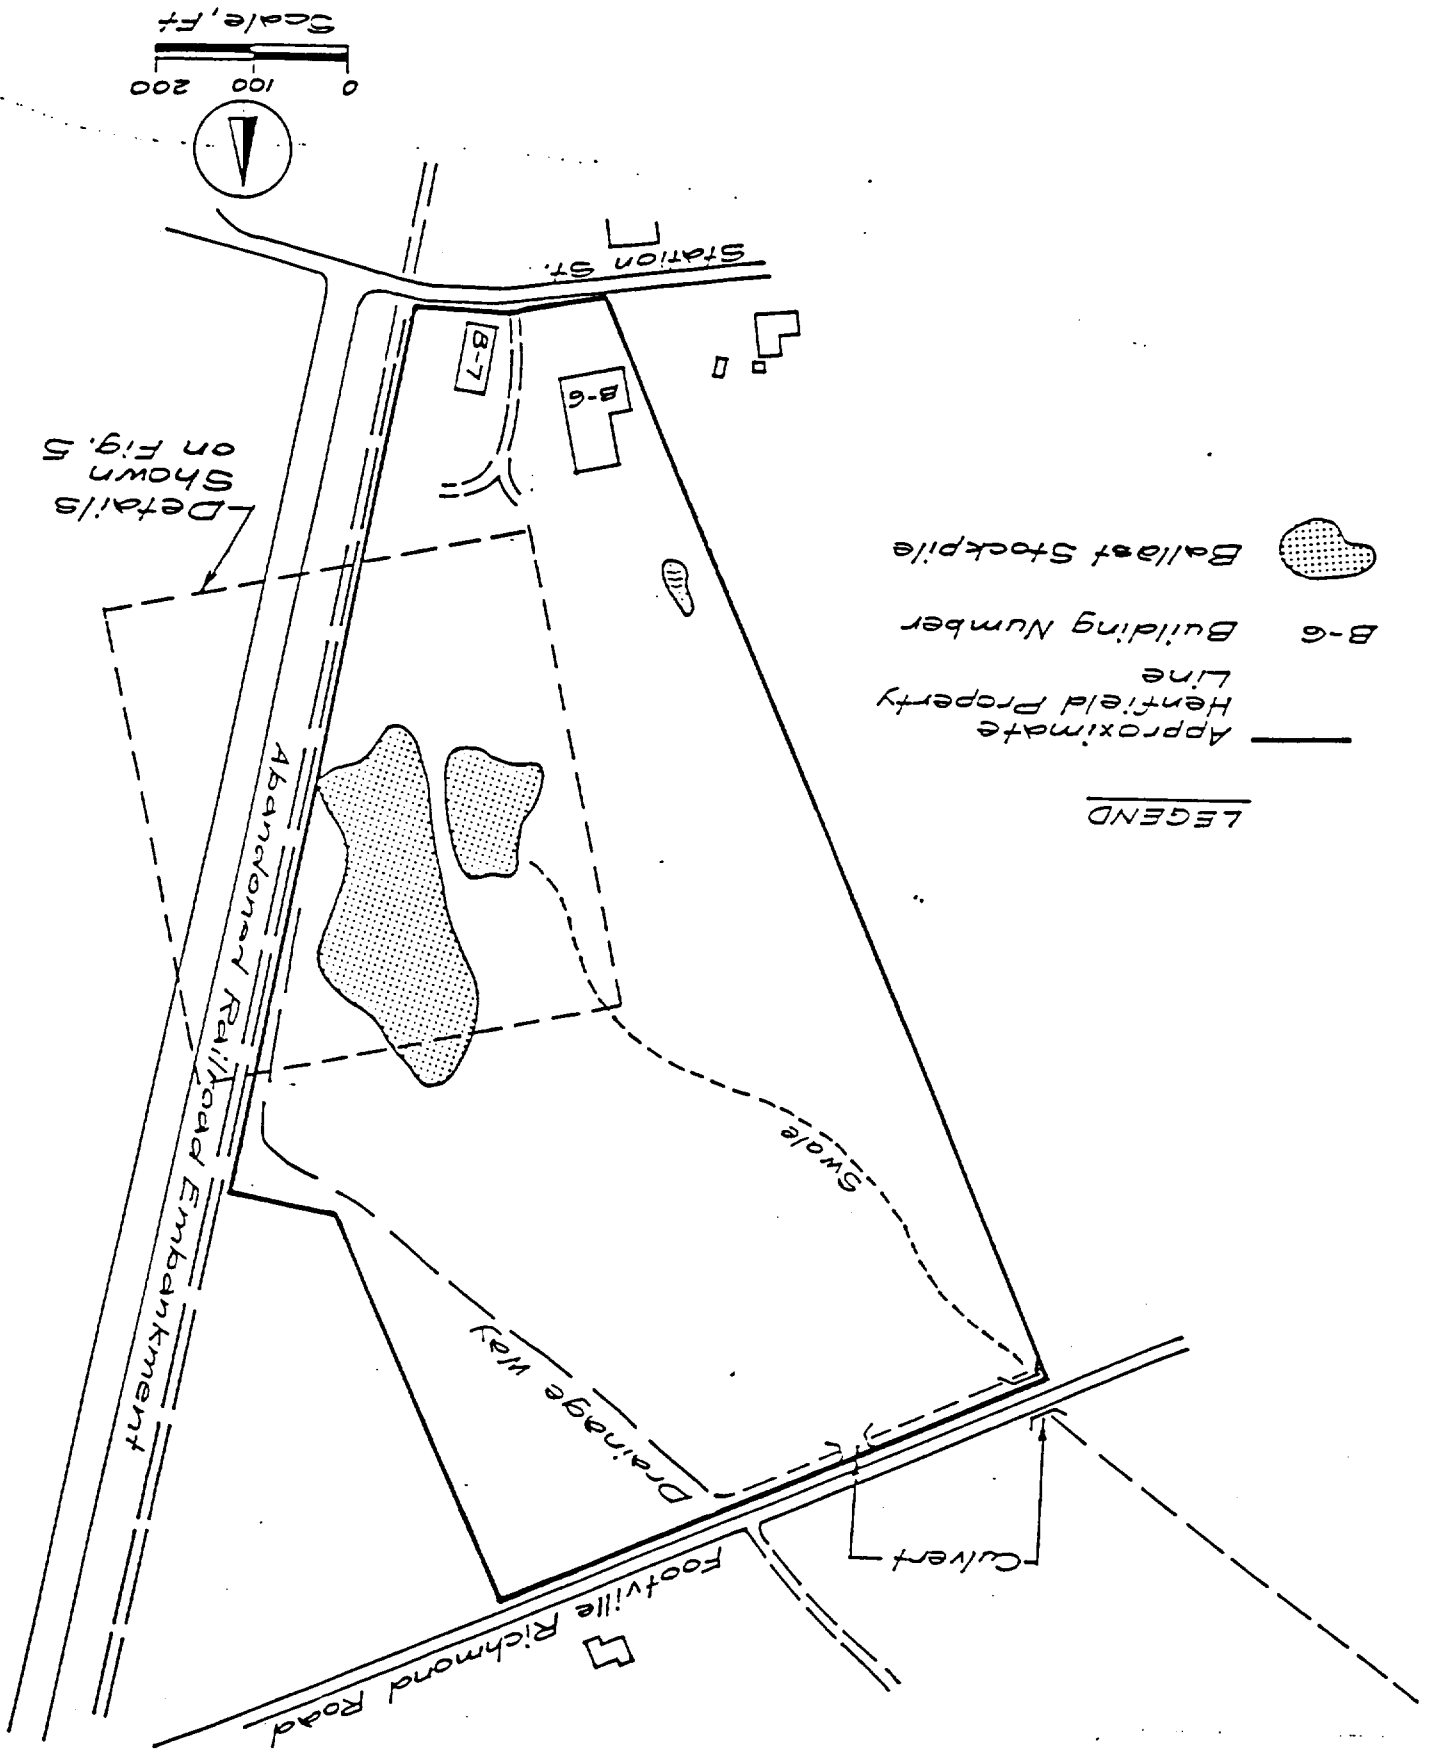 Footville Richmond Road
Culvert
Drainage Way
Swale
Abandoned Railroad Embankment
LEGEND
Approximate
Henfield Property
Line
B-6 Building Number
Ballast Stockpile
Details
Shown
on Fig. 5
B-6
B-7
Station St.
0 100 200
Scale, Ft